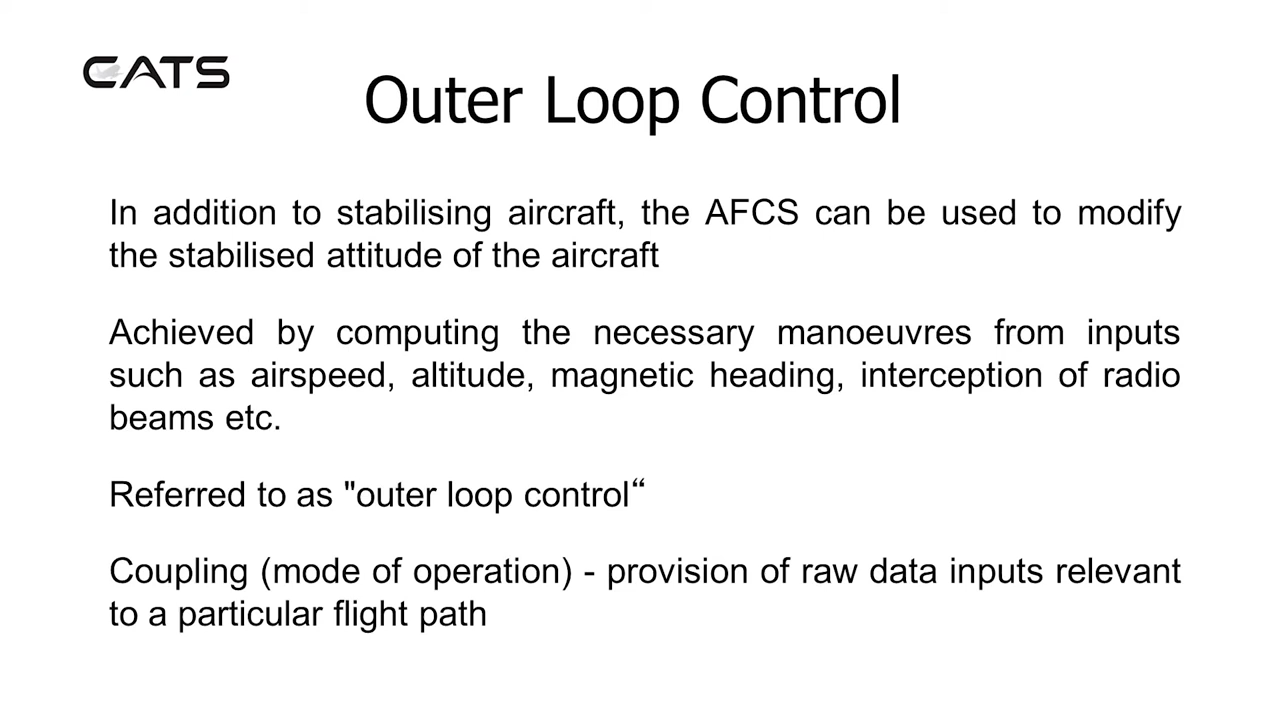 CATS
Outer Loop Control
In addition to stabilising aircraft, the AFCS can be used to modify
the stabilised attitude of the aircraft
Achieved by computing the necessary manoeuvres from inputs
such as airspeed, altitude, magnetic heading, interception of radio
beams etc.
Referred to as "outer loop control“
Coupling (mode of operation) - provision of raw data inputs relevant
to a particular flight path